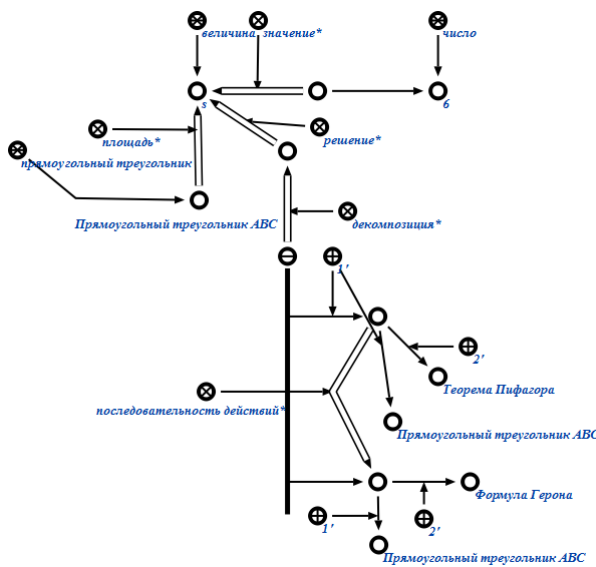 величина
значение*
число
s
6
площадь*
решение*
прямоугольный треугольник
Прямоугольный треугольник ABC
декомпозиция*
1'
2'
Теорема Пифагора
последовательность действий*
Прямоугольный треугольник ABC
Формула Герона
1'
2'
Прямоугольный треугольник ABC